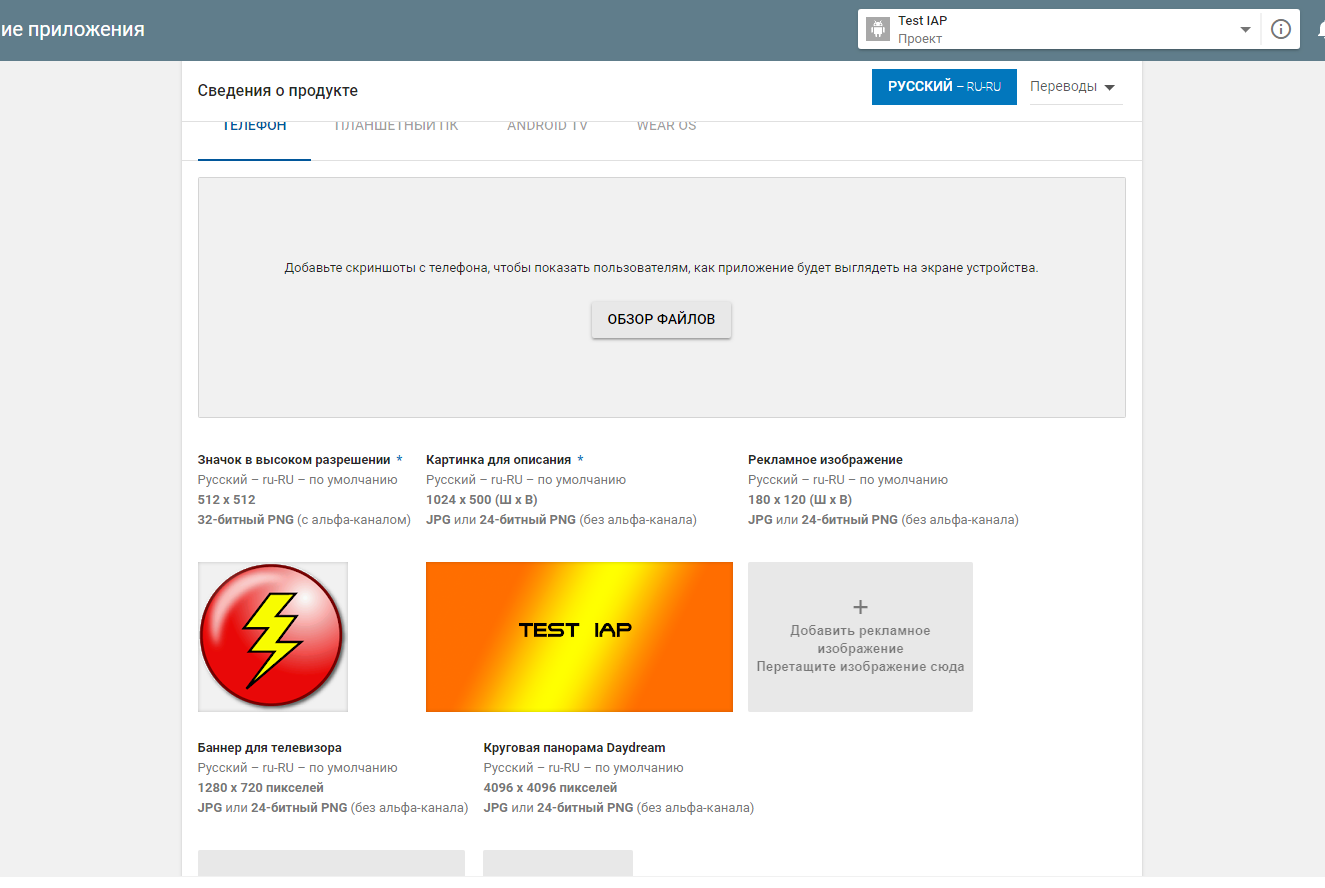 ие приложения
Test IAP
Проект
Сведения о продукте
РУССКИЙ – RU-RU
Переводы
ТЕЛЕФОН
ПЛАНШЕТНЫЙ ПК
ANDROID TV
WEAR OS
Добавьте скриншоты с телефона, чтобы показать пользователям, как приложение будет выглядеть на экране устройства.
ОБЗОР ФАЙЛОВ
Значок в высоком разрешении *
Русский – ru-RU – по умолчанию
512 x 512
32-битный PNG (с альфа-каналом)
Картинка для описания *
Русский – ru-RU – по умолчанию
1024 x 500 (Ш x В)
JPG или 24-битный PNG (без альфа-канала)
Рекламное изображение
Русский – ru-RU – по умолчанию
180 x 120 (Ш x В)
JPG или 24-битный PNG (без альфа-канала)
TEST IAP
+
Добавить рекламное
изображение
Перетащите изображение сюда
Баннер для телевизора
Русский – ru-RU – по умолчанию
1280 x 720 пикселей
JPG или 24-битный PNG (без альфа-канала)
Круговая панорама Daydream
Русский – ru-RU – по умолчанию
4096 x 4096 пикселей
JPG или 24-битный PNG (без альфа-канала)